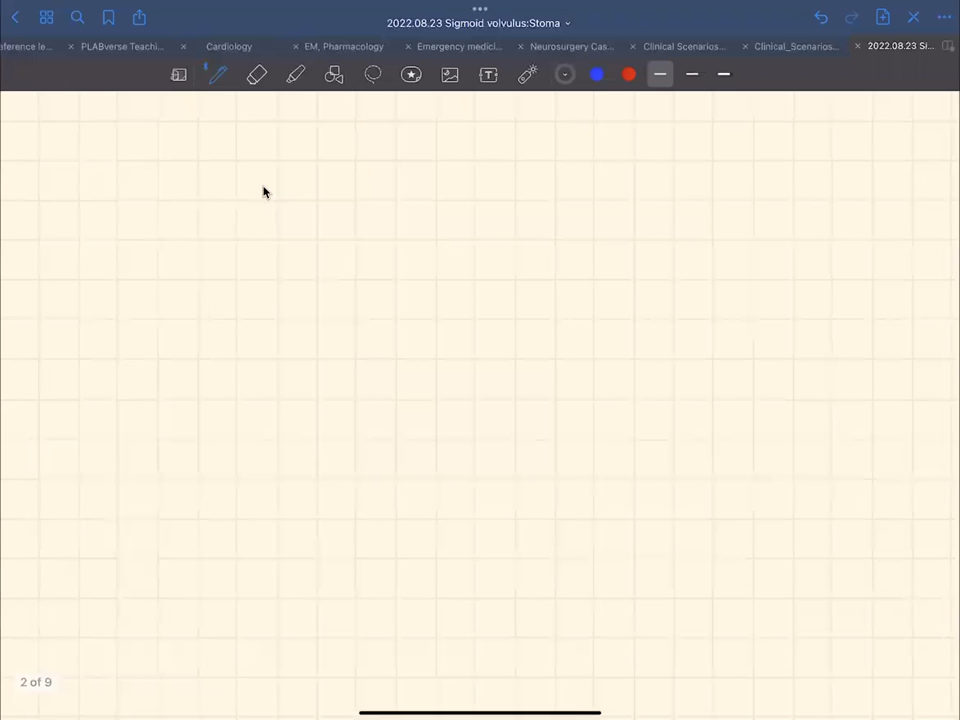 2022.08.23 Sigmoid volvulus:Stoma
eference le...
PLABverse Teachi...
Cardiology
EM, Pharmacology
Emergency medici...
Neurosurgery Cas...
Clinical Scenarios...
Clinical_Scenarios...
2022.08.23 Si...
T
2 of 9